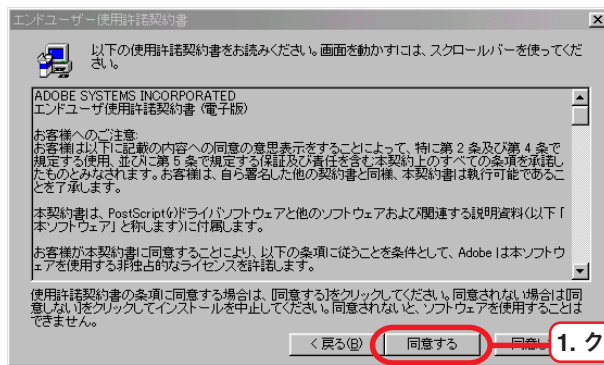 エンドユーザー使用許諾契約書
以下の使用許諾契約書をお読みください。画面を動かすには、スクロールバーを使ってくだ
さい。
ADOBE SYSTEMS INCORPORATED
エンドユーザ使用許諾契約書 (電子版)
お客様へのご注意:
お客様は以下に記載の内容への同意の意思表示をすることによって、特に第 2 条及び第 4 条で
規定する使用、並びに第 5 条で規定する保証及び責任を含む本契約上のすべての条項を承諾し
たものとみなされます。お客様は、自ら署名した他の契約書と同様、本契約書は執行可能であるこ
とを了承します。
本契約書は、PostScript(r)ドライバソフトウェアと他のソフトウェアおよび関連する説明資料(以下「
本ソフトウェア」と称します)に付属します。
お客様が本契約書に同意することにより、以下の条項に従うことを条件として、Adobe は本ソフトウ
ェアを使用する非独占的なライセンスを許諾します。
使用許諾契約書の条項に同意する場合は、[同意する]をクリックしてください。同意されない場合は[同
意しない]をクリックしてインストールを中止してください。同意されないと、ソフトウェアを使用することは
できません。
< 戻る(B) 同意する 同意し
1. ク